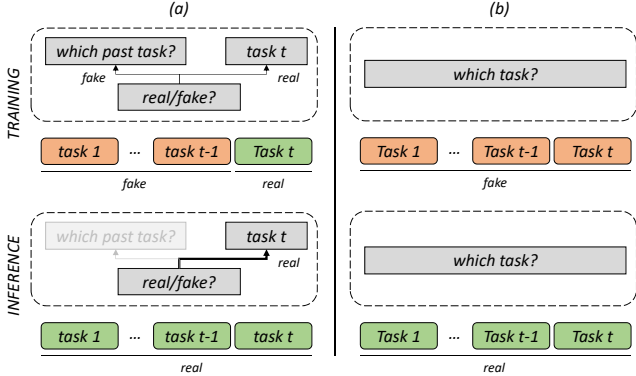 (a)
(b)
TRAINING
which past task?
task t
fake
real
real/fake?
task 1 ... task t-1 Task t
fake
real
which task?
Task 1 ... Task t-1 Task t
fake
INFERENCE
which past task?
task t
real
real/fake?
task 1 ... task t-1 task t
real
which task?
Task 1 ... Task t-1 Task t
real